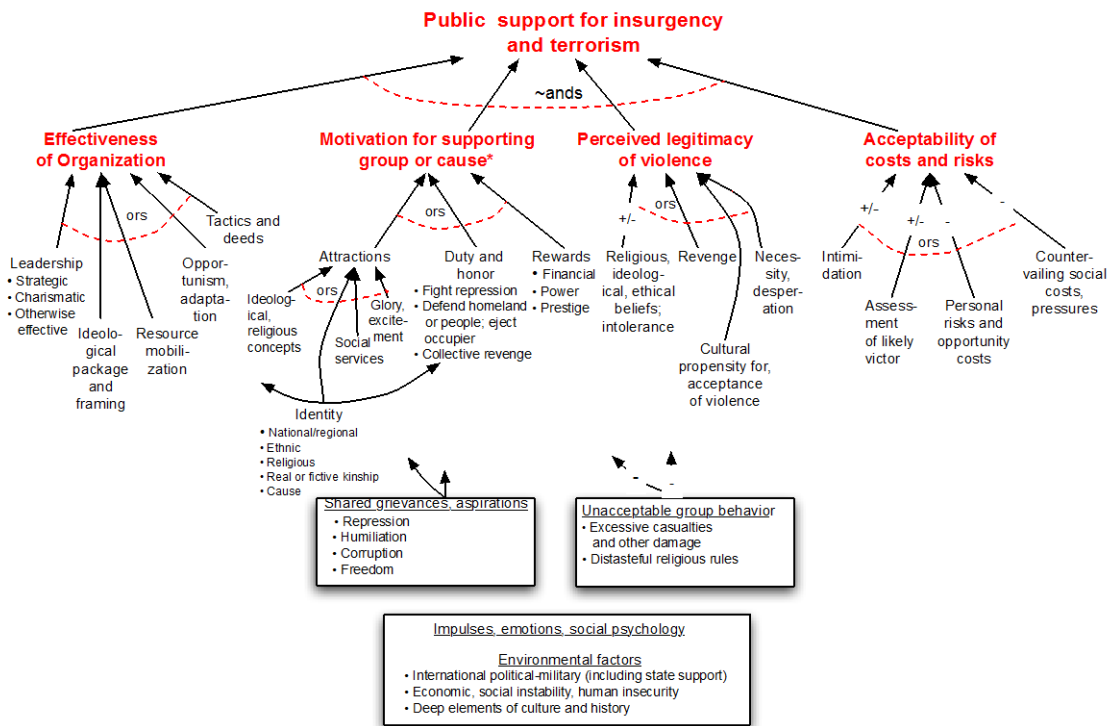 Public  support for insurgency
and terrorism
~ands
Effectiveness
of Organization
Motivation for supporting
group or cause*
Perceived legitimacy
of violence
Acceptability of
costs and risks
ors
Leadership
• Strategic
• Charismatic
• Otherwise
effective
Ideolo-
gical
package
and
framing
Resource
mobili-
zation
Oppor-
tunism,
adapta-
tion
Tactics and
deeds
ors
Attractions
ors
Ideolog-
ical,
religious
concepts
Social
services
Glory,
excite-
ment
Duty and
honor
• Fight repression
• Defend homeland
or people; eject
occupier
• Collective revenge
Rewards
• Financial
• Power
• Prestige
Identity
• National/regional
• Ethnic
• Religious
• Real or fictive kinship
• Cause
+/-
ors
Religious,
ideolog-
ical, ethical
beliefs;
intolerance
Revenge
Cultural
propensity for,
acceptance
of violence
Neces-
sity,
desper-
ation
+/-
+/-
-
-
ors
Intimi-
dation
Assess-
ment
of likely
victor
Personal
risks and
opportunity
costs
Counter-
vailing social
costs,
pressures
Shared grievances, aspirations
• Repression
• Humiliation
• Corruption
• Freedom
-
-
Unacceptable group behavior
• Excessive casualties
and other damage
• Distasteful religious rules
Impulses, emotions, social psychology
Environmental factors
• International political-military (including state support)
• Economic, social instability, human insecurity
• Deep elements of culture and history